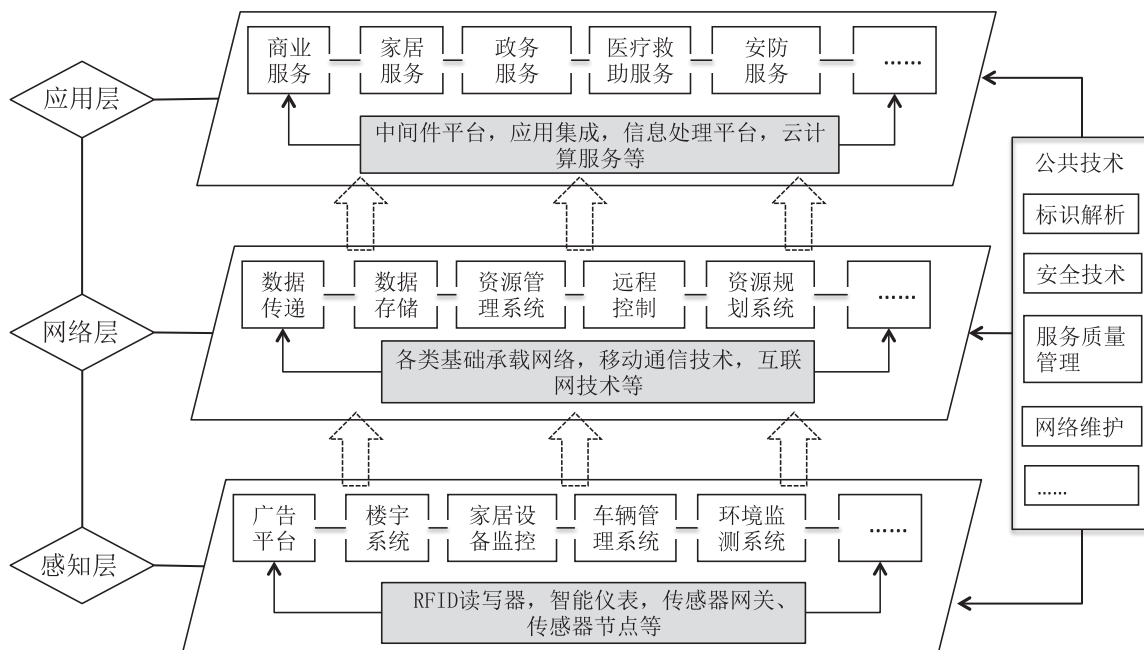 应用层
商业
服务
家居
服务
政务
服务
医疗救
助服务
安防
服务
……
中间件平台，应用集成，信息处理平台，云计
算服务等
网络层
数据
传递
数据
存储
资源管
理系统
远程
控制
资源规
划系统
……
各类基础承载网络，移动通信技术，互联
网技术等
感知层
广告
平台
楼宇
系统
家居设
备监控
车辆管
理系统
环境监
测系统
……
RFID读写器，智能仪表，传感器网关、
传感器节点等
公共技术
标识解析
安全技术
服务质量
管理
网络维护
……